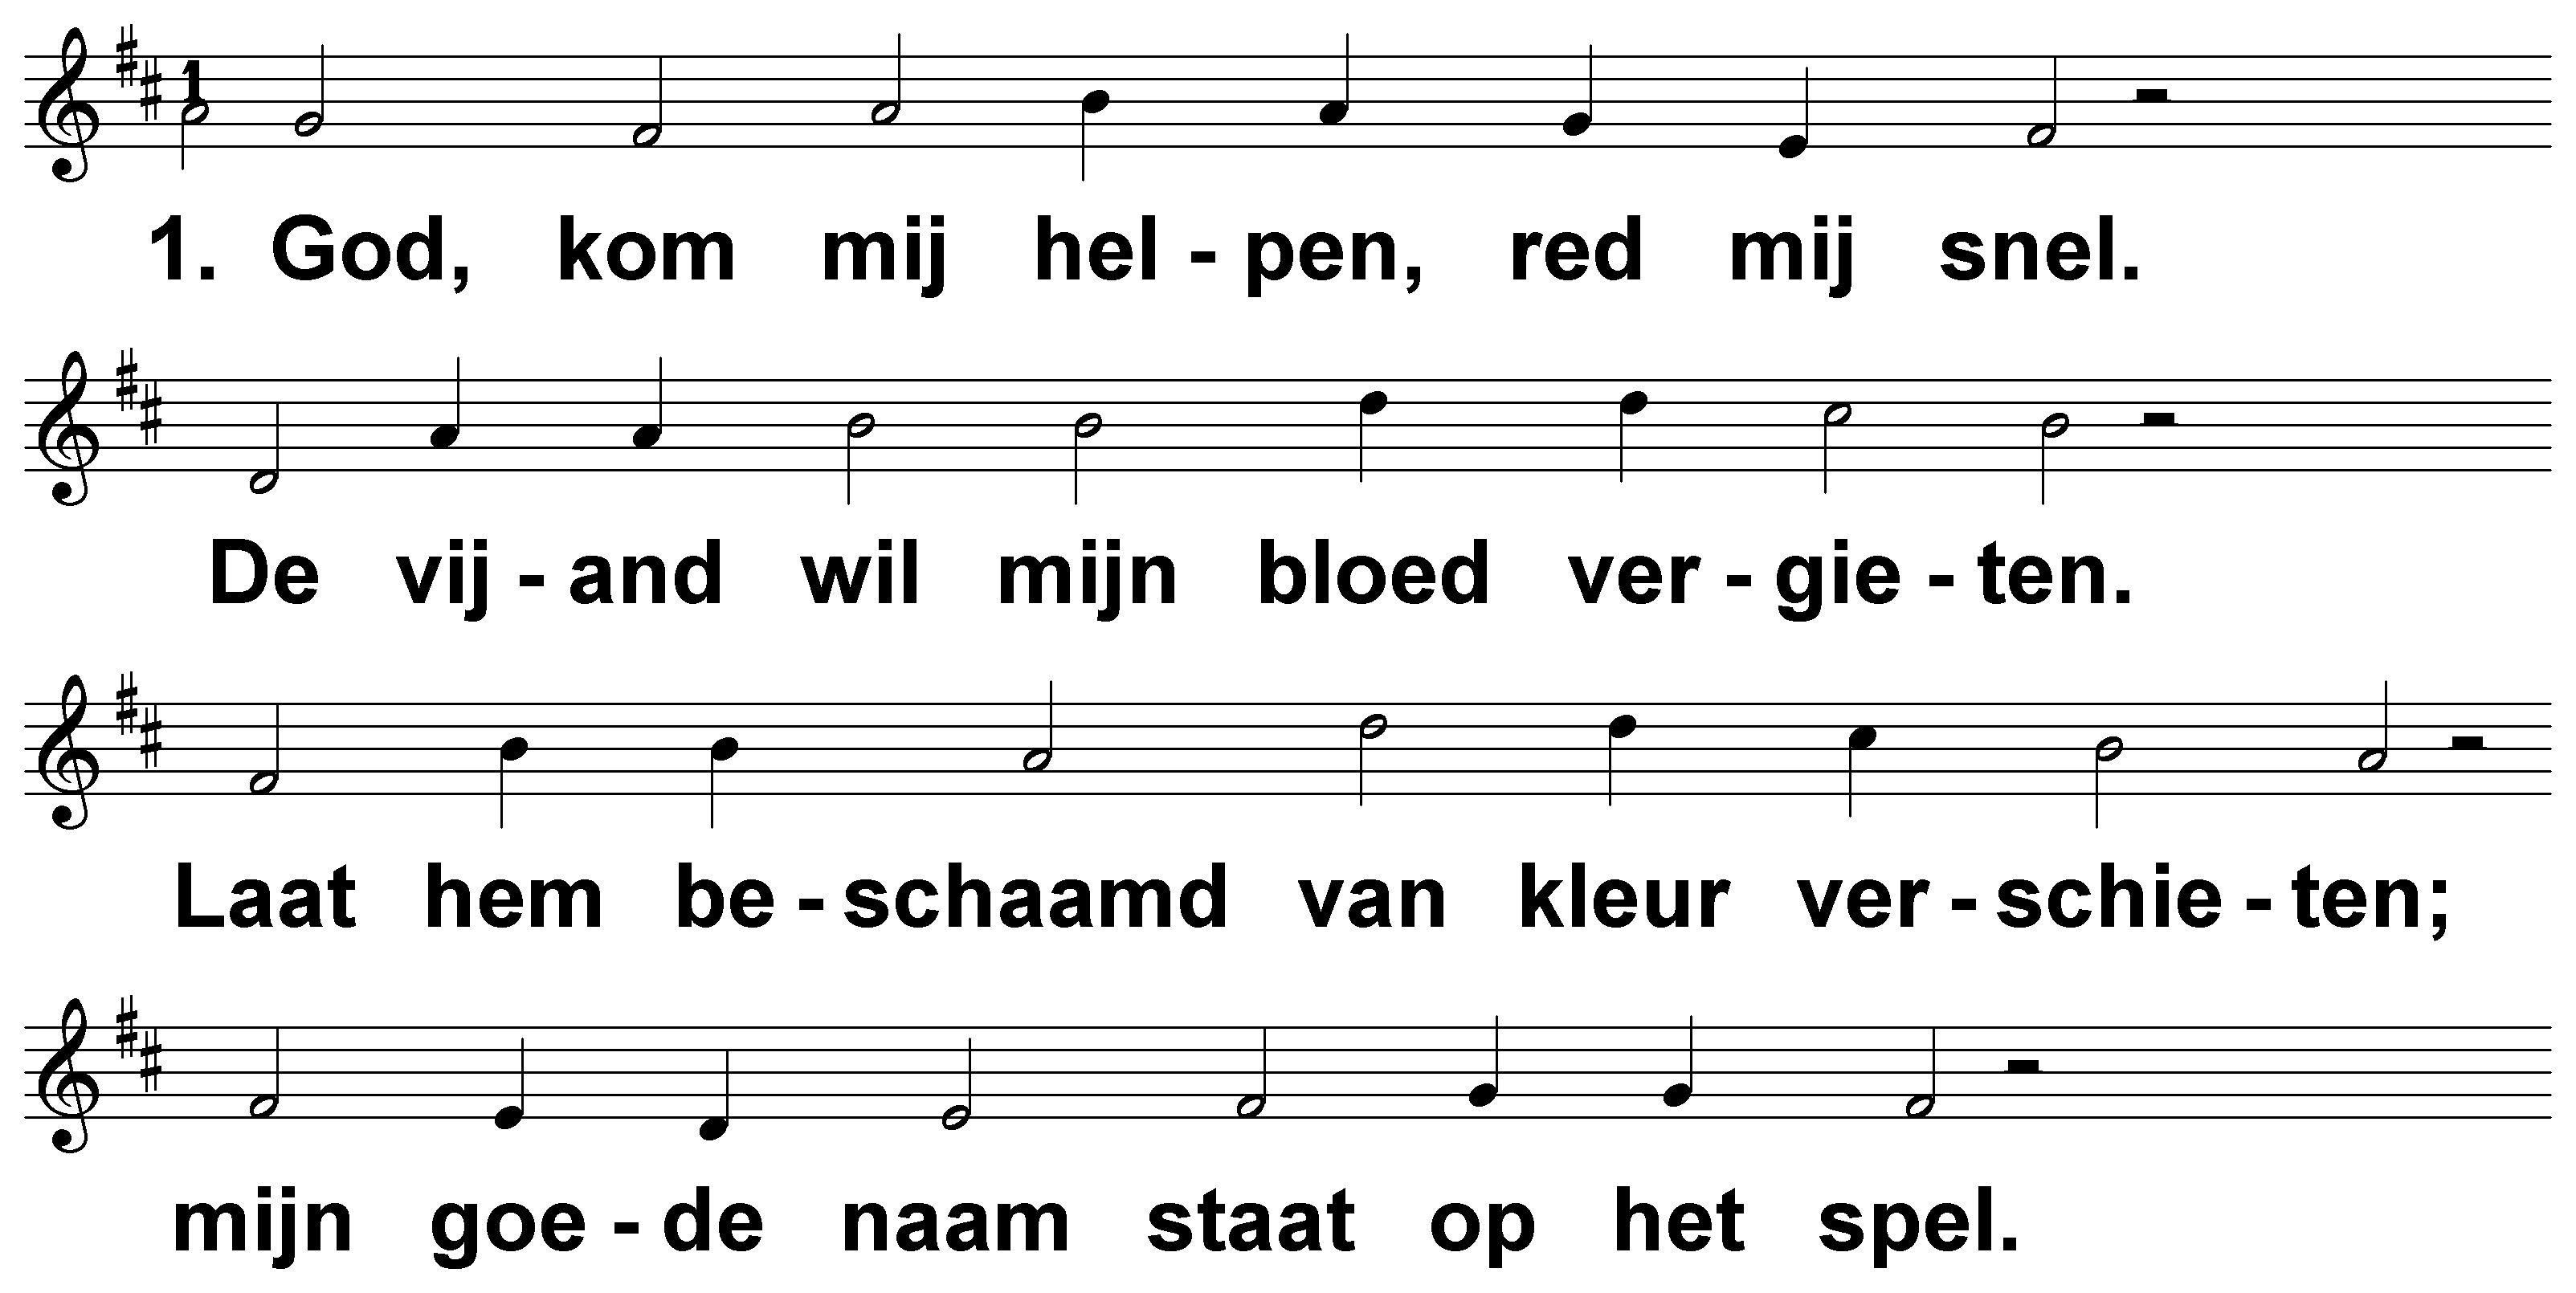 1
1. God, kom mij hel - pen, red mij snel.
De vij - and wil mijn bloed ver - gie - ten.
Laat hem be - schaamd van kleur ver - schie - ten;
mijn goe - de naam staat op het spel.